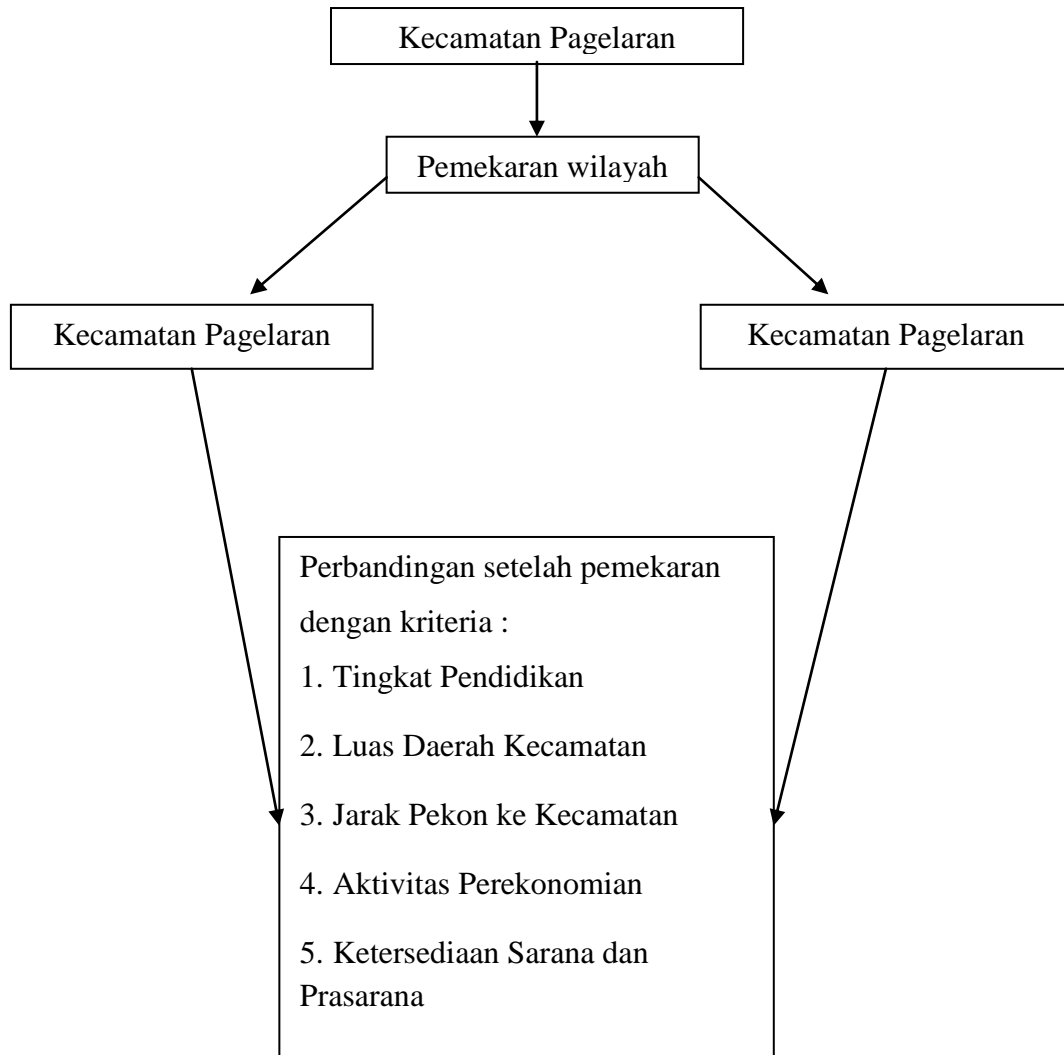 Kecamatan Pagelaran
Pemekaran wilayah
Kecamatan Pagelaran
Kecamatan Pagelaran
Perbandingan setelah pemekaran
dengan kriteria :
1. Tingkat Pendidikan
2. Luas Daerah Kecamatan
3. Jarak Pekon ke Kecamatan
4. Aktivitas Perekonomian
5. Ketersediaan Sarana dan
Prasarana